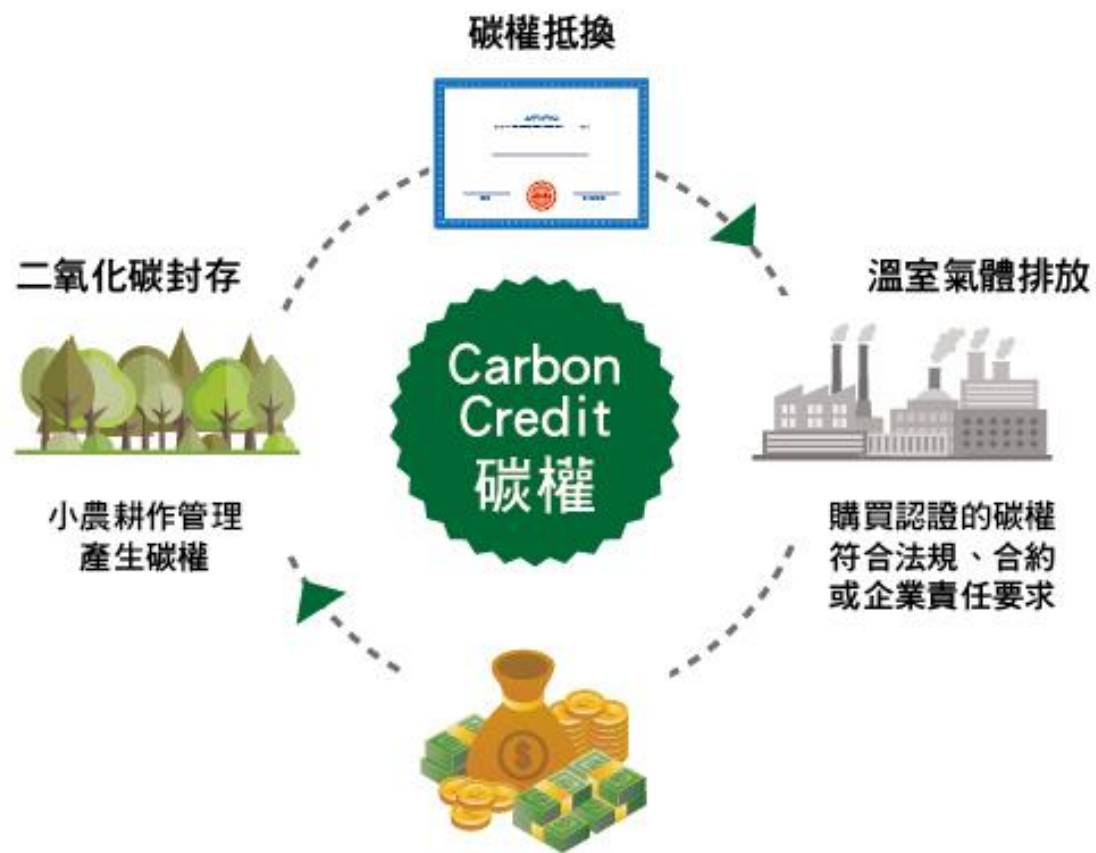 碳權抵換
二氧化碳封存
溫室氣體排放
Carbon
Credit
碳權
小農耕作管理
產生碳權
購買認證的碳權
符合法規、合約
或企業責任要求
$